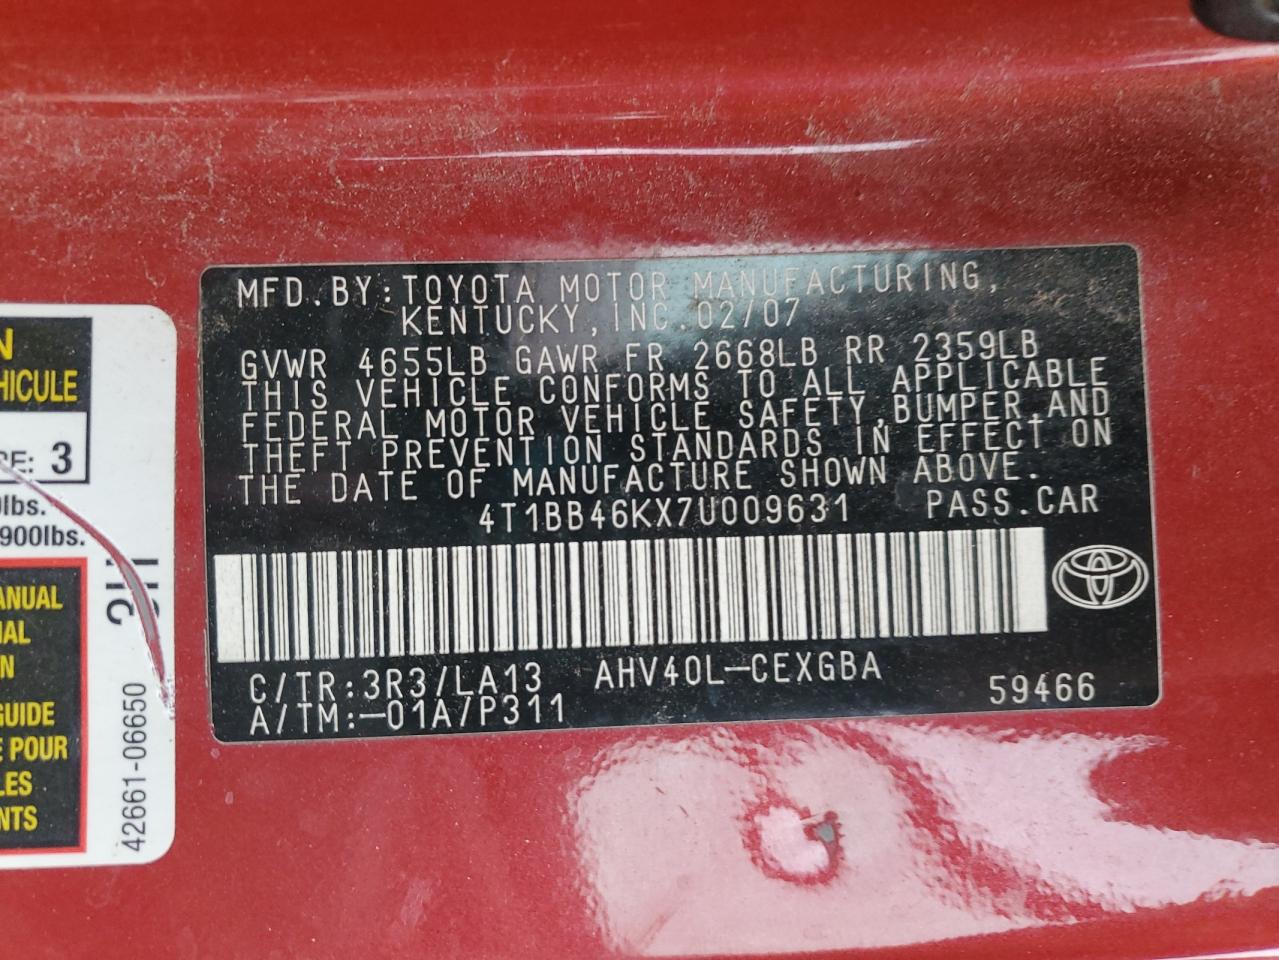 MFD. BY: TOYOTA MOTOR MANUFACTURING,
KENTUCKY, INC. 02/07
GVWR 4655LB GAWR FR 2668LB RR 2359LB
THIS VEHICLE CONFORMS TO ALL APPLICABLE
FEDERAL MOTOR VEHICLE SAFETY, BUMPER, AND
THEFT PREVENTION STANDARDS IN EFFECT ON
THE DATE OF MANUFACTURE SHOWN ABOVE.
4T1BB46KX7U009631 PASS. CAR
C/TR: 3R3/LA13 AHV40L-CEXGBA
A/TM: -01A/P311 59466
N
HICULE
CE: 3
0lbs.
900lbs.
ANUAL
UAL
N
GUIDE
E POUR
LES
NTS
42661-06650